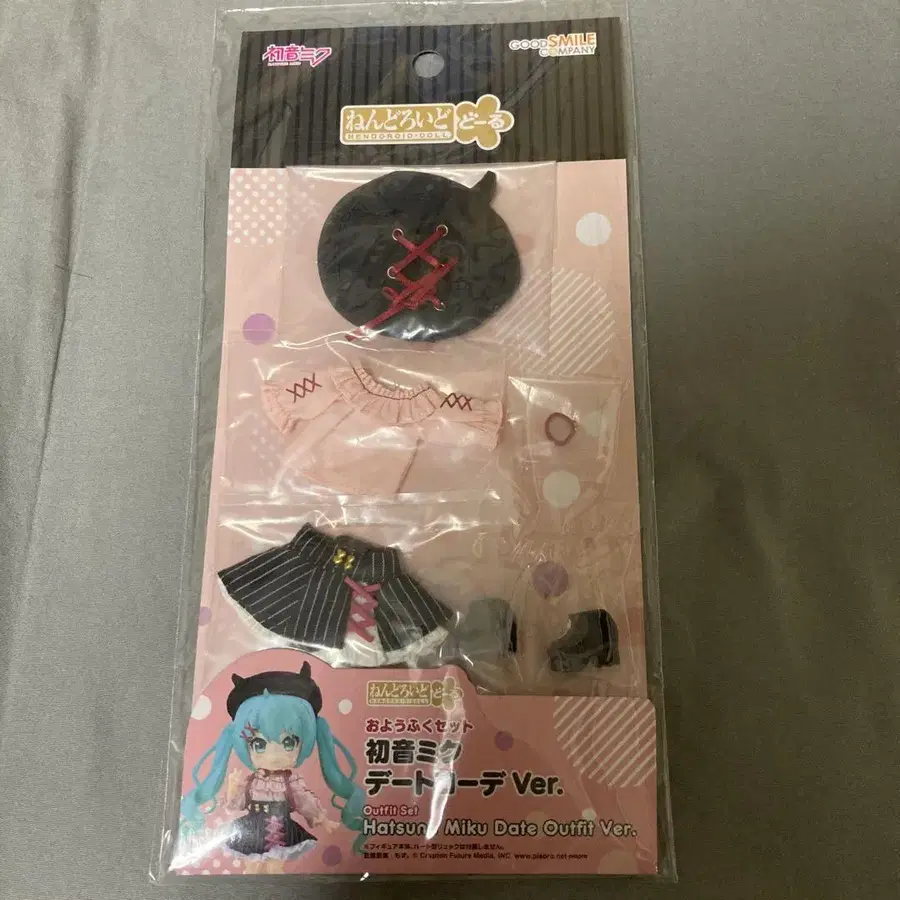 初音ミク
HATSUNE MIKU
GOOD SMILE
COMPANY
ねんどろいど どーる
NENDOROID・DOLL
ねんどろいど どーる
おようふくセット
初音ミク
デートコーデ Ver.
Outfit Set
Hatsune Miku Date Outfit Ver.
© Crypton Future Media, INC. www.piapro.net piapro